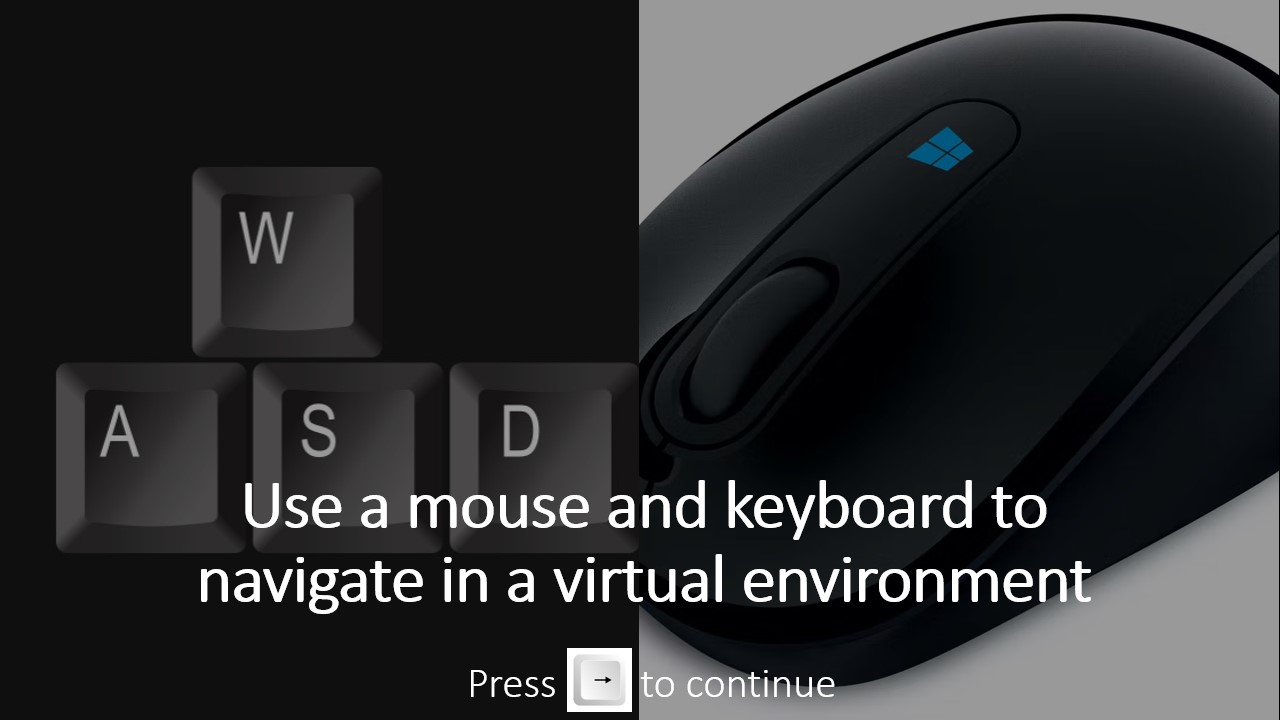 W
A S D
Use a mouse and keyboard to
navigate in a virtual environment
Press → to continue